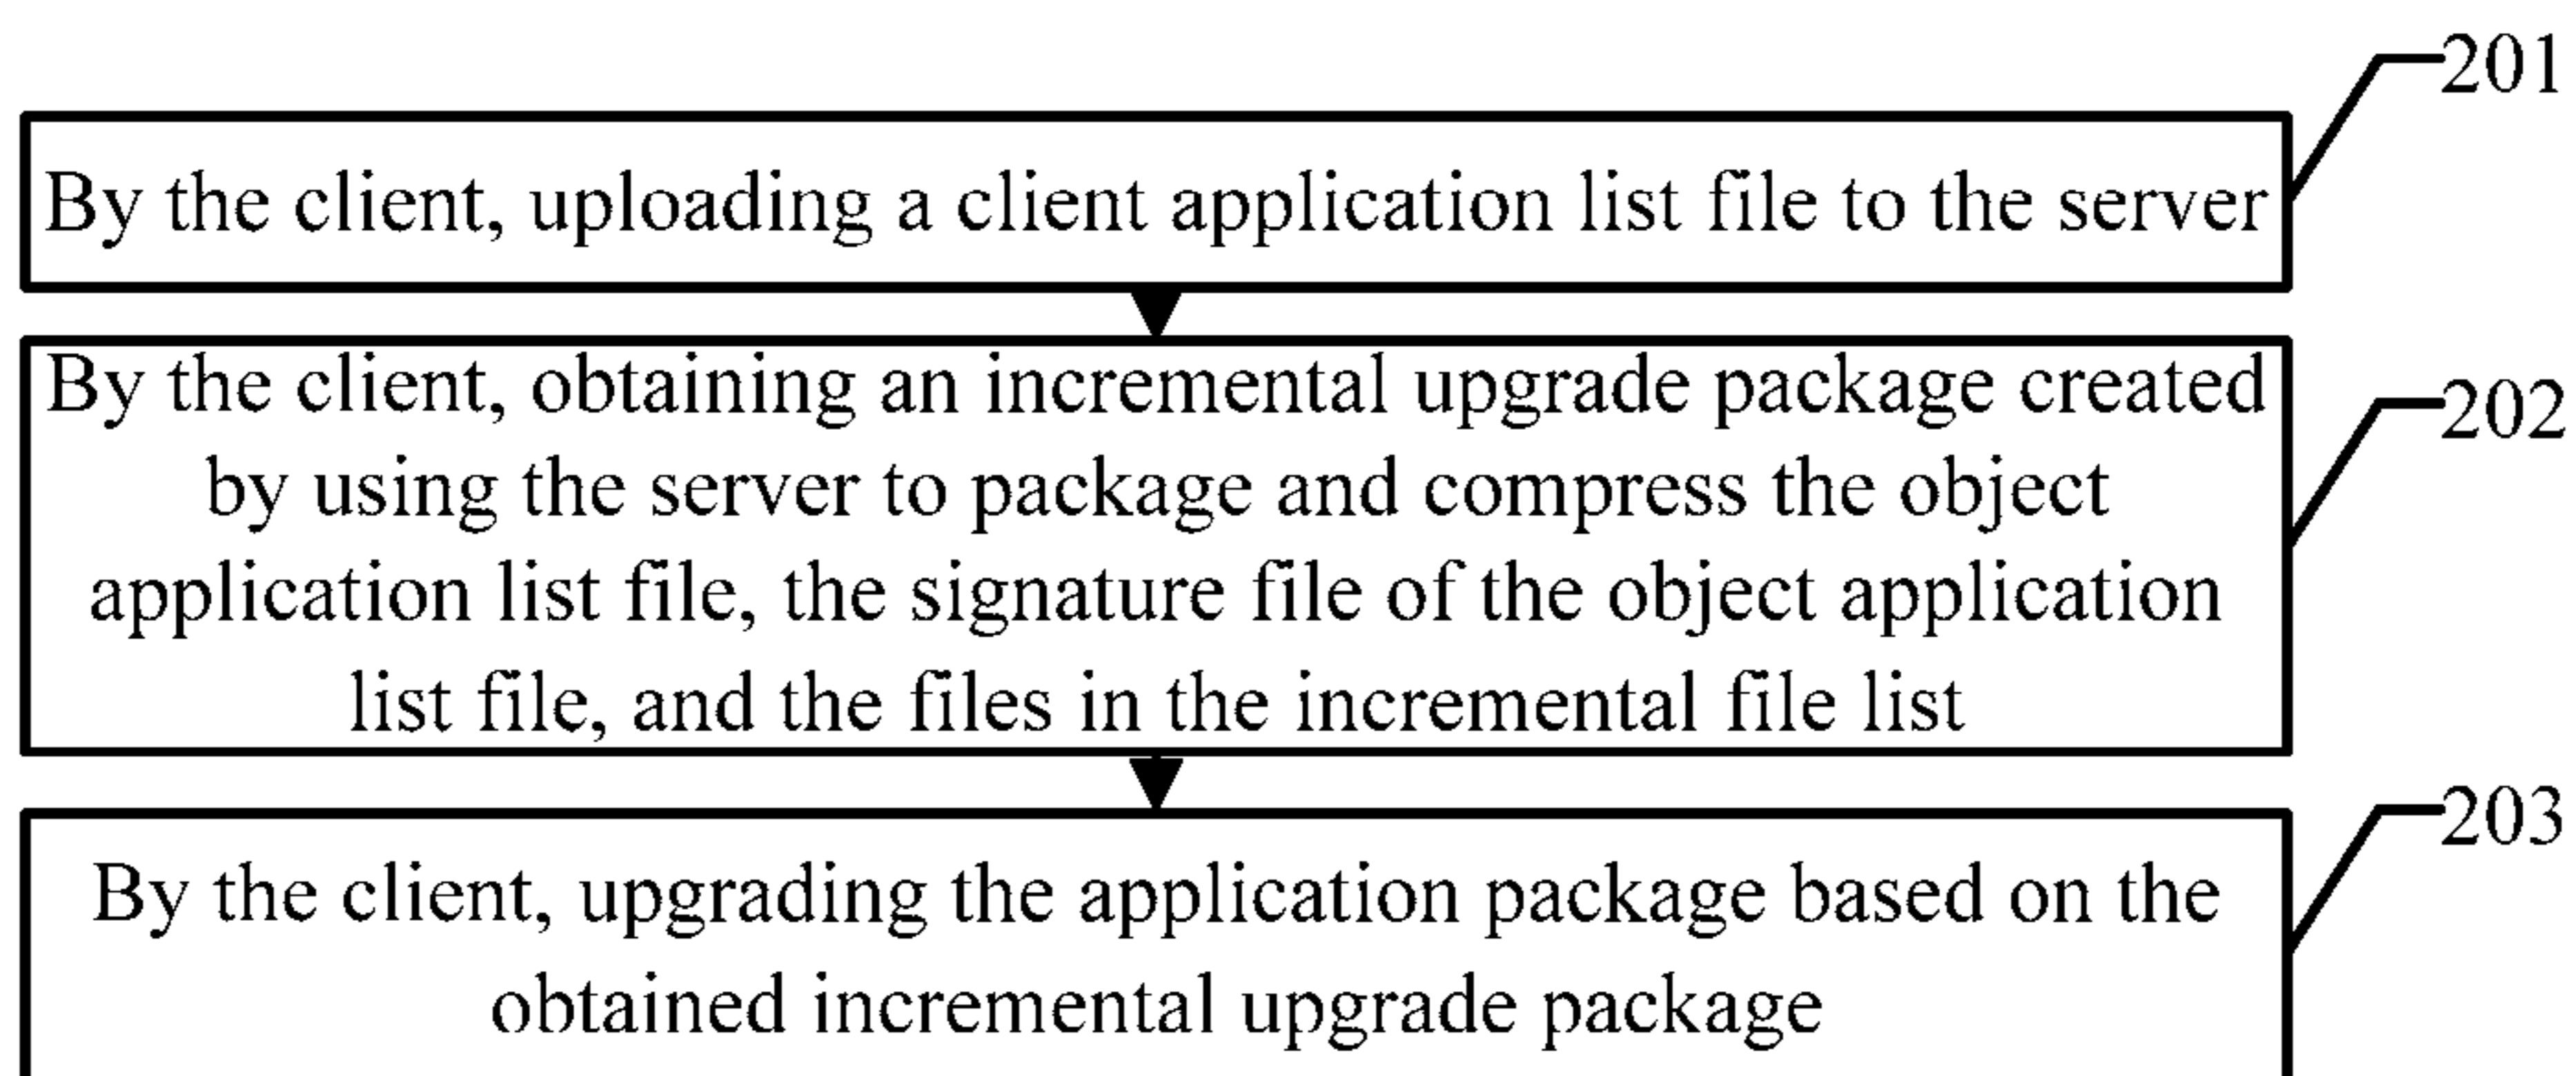 201
By the client, uploading a client application list file to the server
By the client, obtaining an incremental upgrade package created
202
by using the server to package and compress the object
application list file, the signature file of the object application
list file, and the files in the incremental file list
203
By the client, upgrading the application package based on the
obtained incremental upgrade package